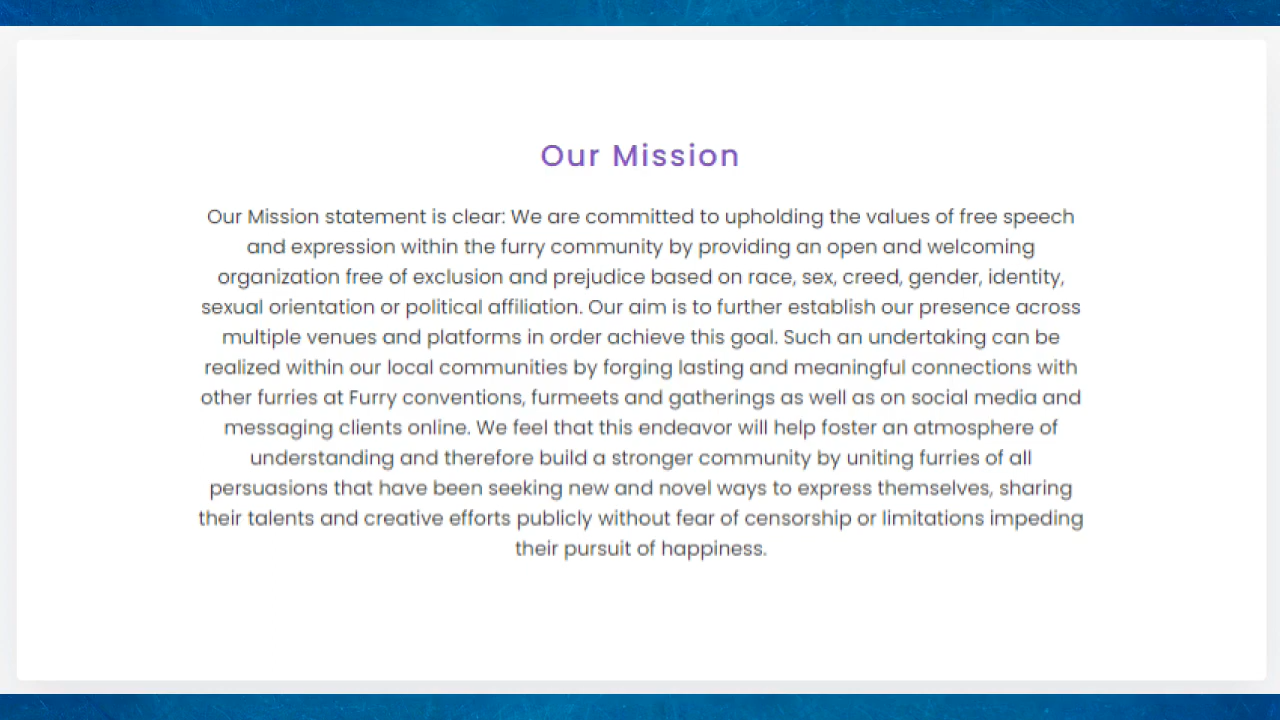 Our Mission
Our Mission statement is clear: We are committed to upholding the values of free speech
and expression within the furry community by providing an open and welcoming
organization free of exclusion and prejudice based on race, sex, creed, gender, identity,
sexual orientation or political affiliation. Our aim is to further establish our presence across
multiple venues and platforms in order achieve this goal. Such an undertaking can be
realized within our local communities by forging lasting and meaningful connections with
other furries at Furry conventions, furmeets and gatherings as well as on social media and
messaging clients online. We feel that this endeavor will help foster an atmosphere of
understanding and therefore build a stronger community by uniting furries of all
persuasions that have been seeking new and novel ways to express themselves, sharing
their talents and creative efforts publicly without fear of censorship or limitations impeding
their pursuit of happiness.